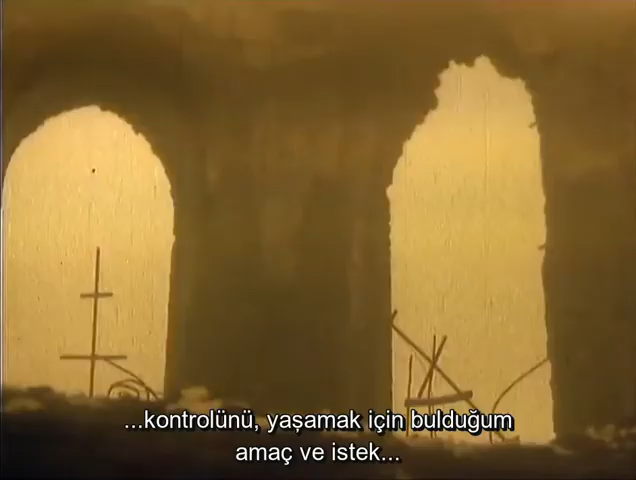 ...kontrolünü, yaşamak için bulduğum
amaç ve istek...